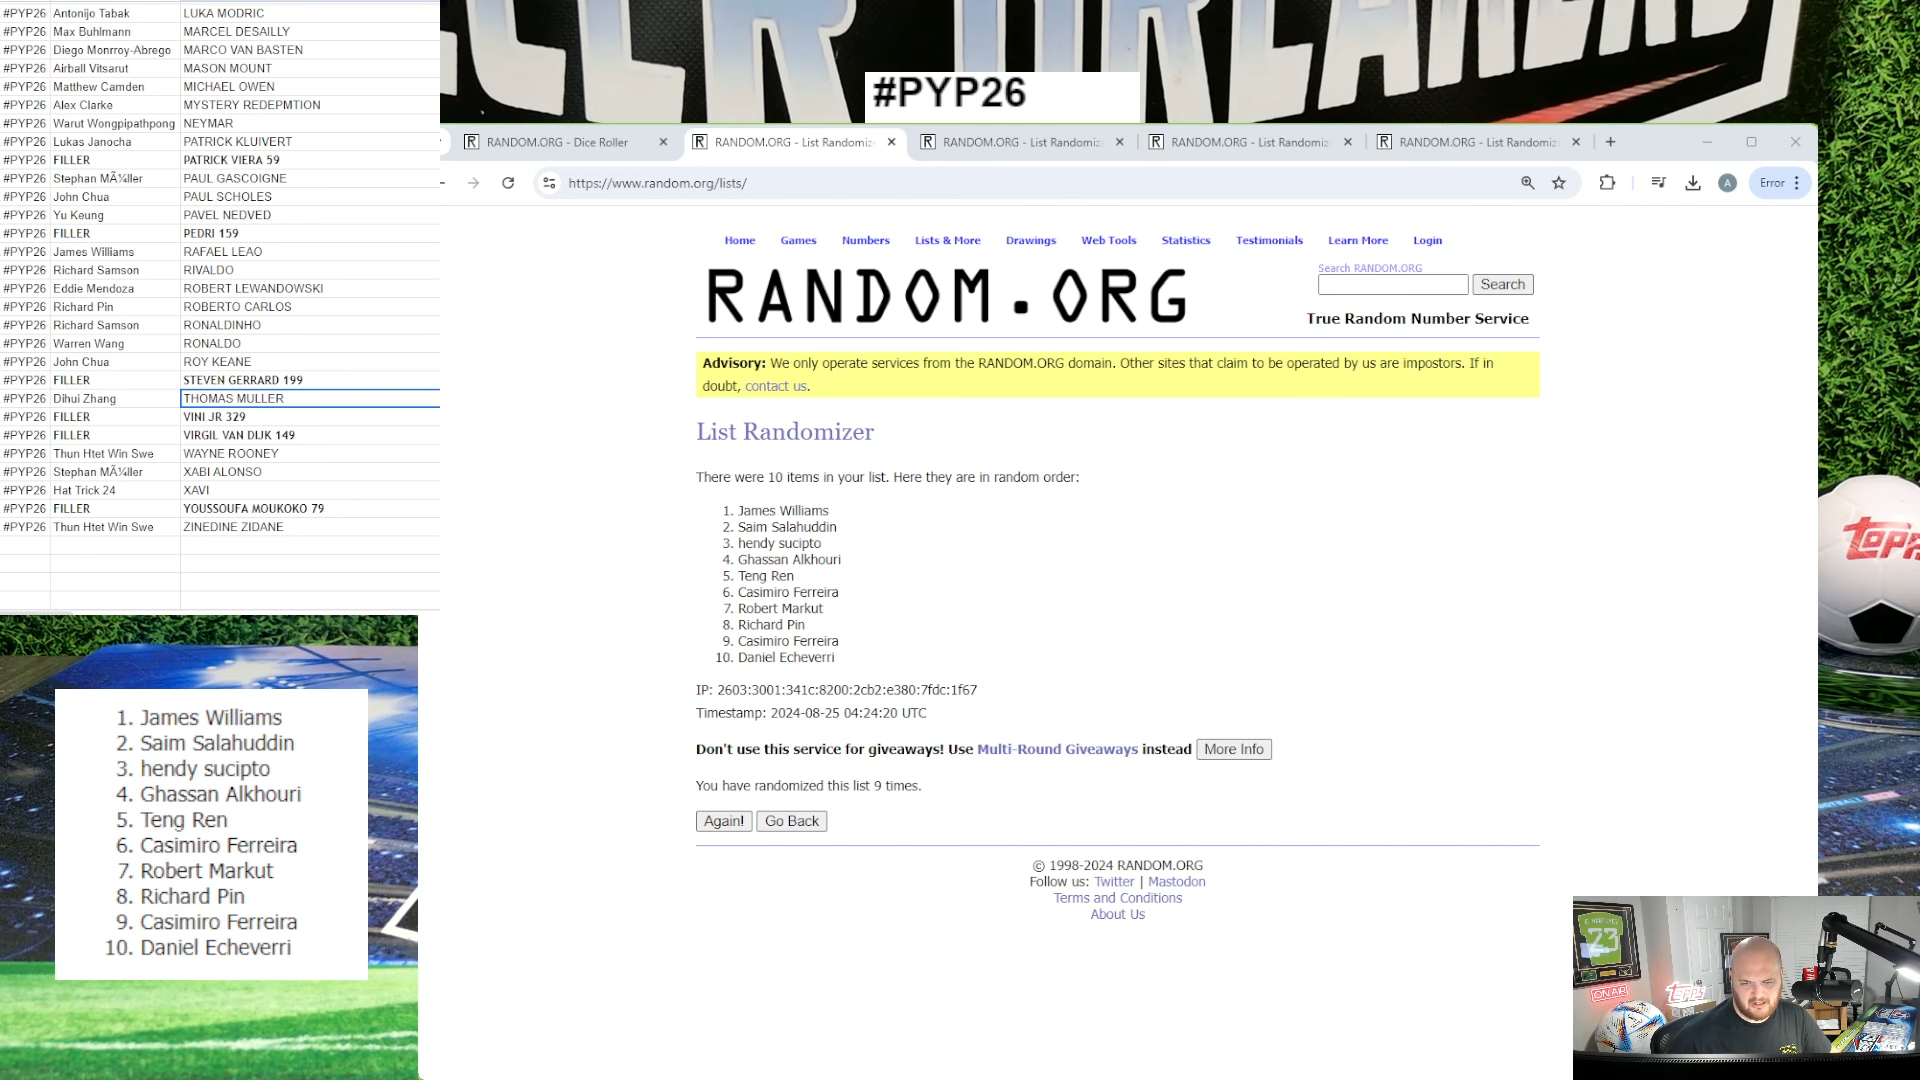 #PYP26 Antonijo Tabak LUKA MODRIC
#PYP26 Max Buhlmann MARCEL DESAILLY
#PYP26 Diego Monrroy-Abrego MARCO VAN BASTEN
#PYP26 Airball Vitsarut MASON MOUNT
#PYP26 Matthew Camden MICHAEL OWEN
#PYP26 Alex Clarke MYSTERY REDEPMTION
#PYP26 Warut Wongpipathpong NEYMAR
#PYP26 Lukas Janocha PATRICK KLUIVERT
#PYP26 FILLER PATRICK VIERA 59
#PYP26 Stephan MÃ¼ller PAUL GASCOIGNE
#PYP26 John Chua PAUL SCHOLES
#PYP26 Yu Keung PAVEL NEDVED
#PYP26 FILLER PEDRI 159
#PYP26 James Williams RAFAEL LEAO
#PYP26 Richard Samson RIVALDO
#PYP26 Eddie Mendoza ROBERT LEWANDOWSKI
#PYP26 Richard Pin ROBERTO CARLOS
#PYP26 Richard Samson RONALDINHO
#PYP26 Warren Wang RONALDO
#PYP26 John Chua ROY KEANE
#PYP26 FILLER STEVEN GERRARD 199
#PYP26 Dihui Zhang THOMAS MULLER
#PYP26 FILLER VINI JR 329
#PYP26 FILLER VIRGIL VAN DIJK 149
#PYP26 Thun Htet Win Swe WAYNE ROONEY
#PYP26 Stephan MÃ¼ller XABI ALONSO
#PYP26 Hat Trick 24 XAVI
#PYP26 FILLER YOUSSOUFA MOUKOKO 79
#PYP26 Thun Htet Win Swe ZINEDINE ZIDANE
#PYP26
RANDOM.ORG - Dice Roller RANDOM.ORG - List Randomize RANDOM.ORG - List Randomiz RANDOM.ORG - List Randomiz RANDOM.ORG - List Randomiz
https://www.random.org/lists/ A Error
Home Games Numbers Lists & More Drawings Web Tools Statistics Testimonials Learn More Login
RANDOM.ORG
Search RANDOM.ORG
Search
True Random Number Service
Advisory: We only operate services from the RANDOM.ORG domain. Other sites that claim to be operated by us are impostors. If in
doubt, contact us.
List Randomizer
There were 10 items in your list. Here they are in random order:
1. James Williams
2. Saim Salahuddin
3. hendy sucipto
4. Ghassan Alkhouri
5. Teng Ren
6. Casimiro Ferreira
7. Robert Markut
8. Richard Pin
9. Casimiro Ferreira
10. Daniel Echeverri
IP: 2603:3001:341c:8200:2cb2:e380:7fdc:1f67
Timestamp: 2024-08-25 04:24:20 UTC
Don't use this service for giveaways! Use Multi-Round Giveaways instead More Info
You have randomized this list 9 times.
Again! Go Back
© 1998-2024 RANDOM.ORG
Follow us: Twitter | Mastodon
Terms and Conditions
About Us
1. James Williams
2. Saim Salahuddin
3. hendy sucipto
4. Ghassan Alkhouri
5. Teng Ren
6. Casimiro Ferreira
7. Robert Markut
8. Richard Pin
9. Casimiro Ferreira
10. Daniel Echeverri
23
ON AIR
topps